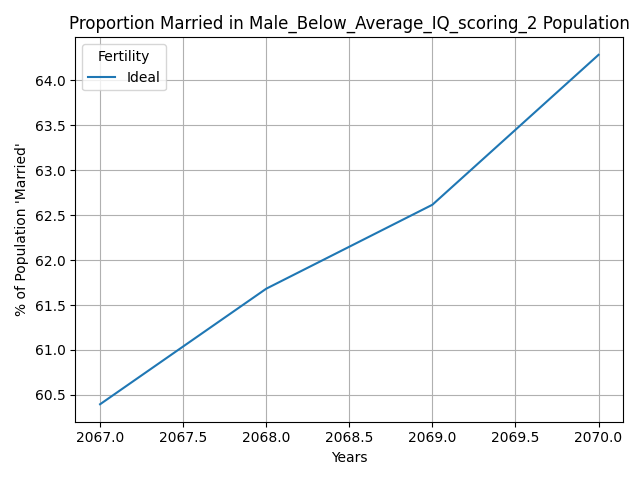 Proportion Married in Male_Below_Average_IQ_scoring_2 Population
Fertility
Ideal
% of Population 'Married'
64.0
63.5
63.0
62.5
62.0
61.5
61.0
60.5
2067.0 2067.5 2068.0 2068.5 2069.0 2069.5 2070.0
Years